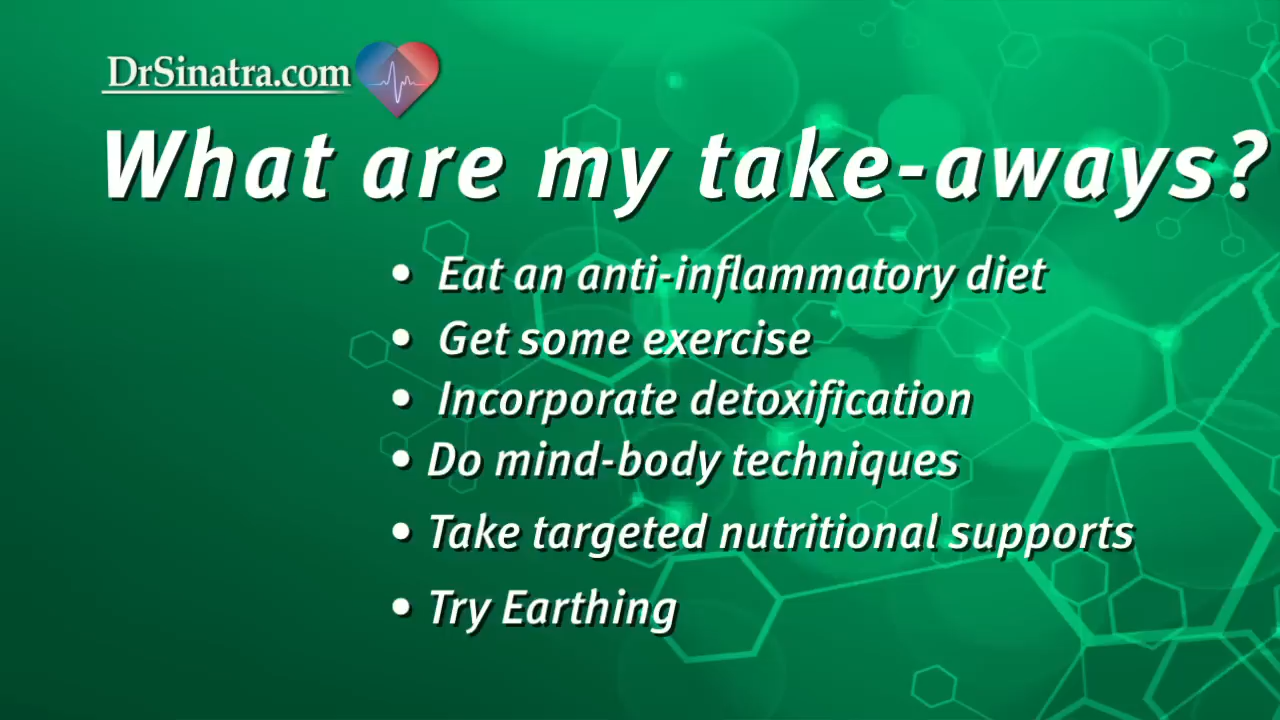 DrSinatra.com
What are my take-aways?
• Eat an anti-inflammatory diet
• Get some exercise
• Incorporate detoxification
• Do mind-body techniques
• Take targeted nutritional supports
• Try Earthing